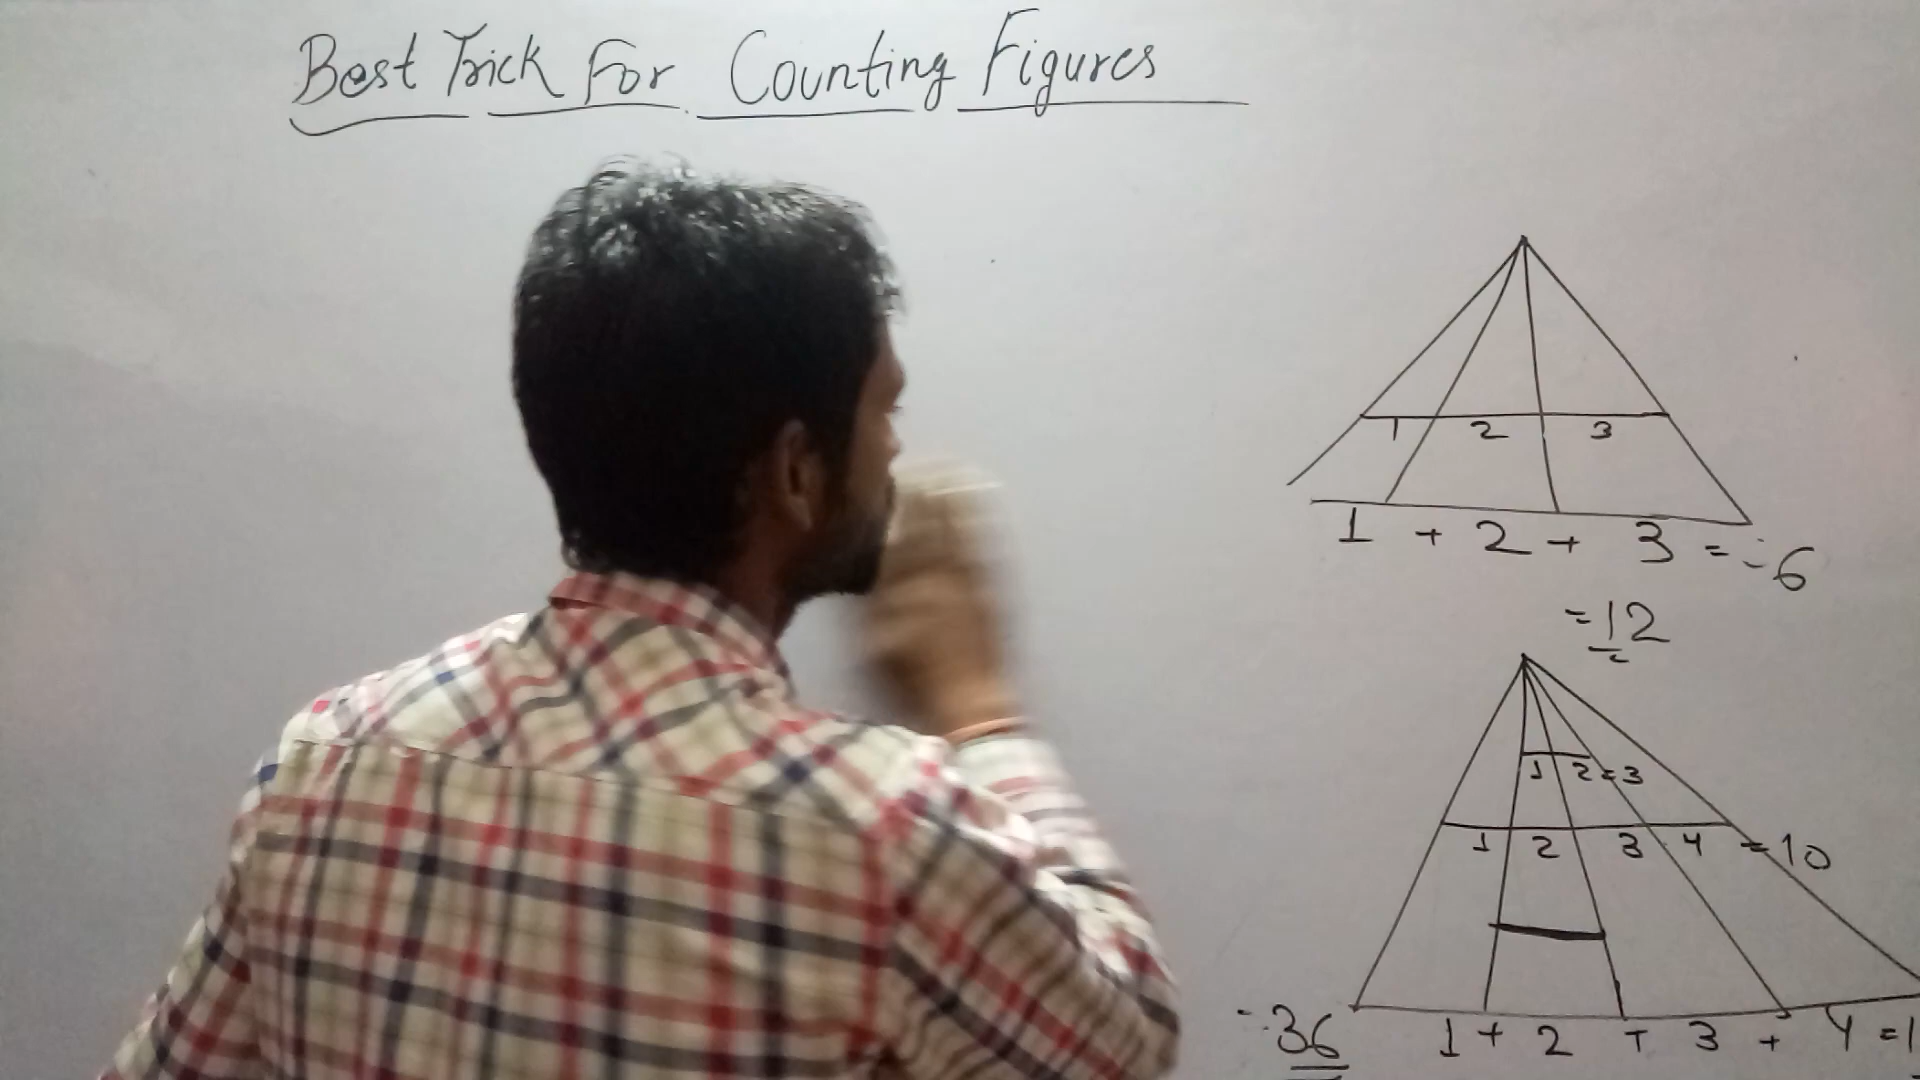 Best Trick For Counting Figures
1 2 3
1 + 2 + 3 = 6
= 12
1 2 = 3
1 2 3 4 = 10
1 + 2 + 3 + 4 = 1
36